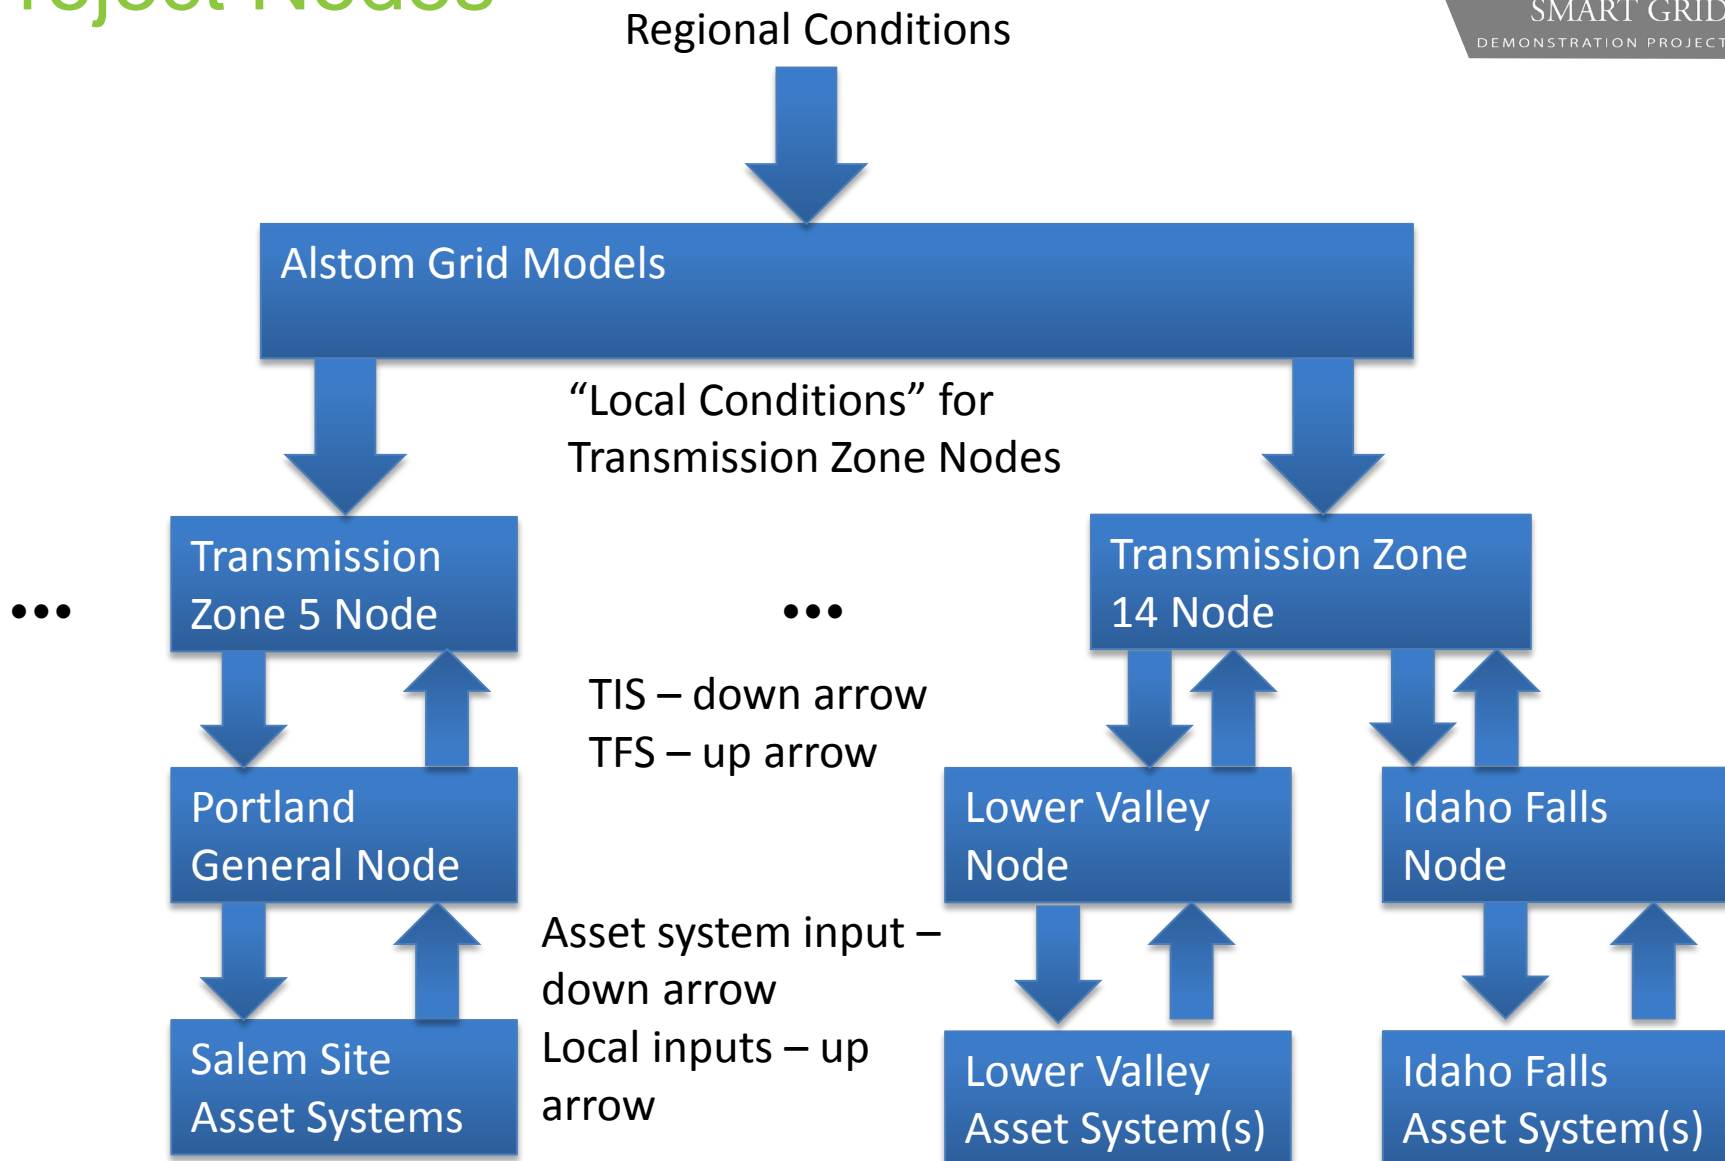 roject Nodes
SMART GRID
DEMONSTRATION PROJECT
Regional Conditions
Alstom Grid Models
“Local Conditions” for
Transmission Zone Nodes
Transmission
Zone 5 Node
Transmission Zone
14 Node
•••
•••
TIS – down arrow
TFS – up arrow
Portland
General Node
Lower Valley
Node
Idaho Falls
Node
Asset system input –
down arrow
Local inputs – up
arrow
Salem Site
Asset Systems
Lower Valley
Asset System(s)
Idaho Falls
Asset System(s)